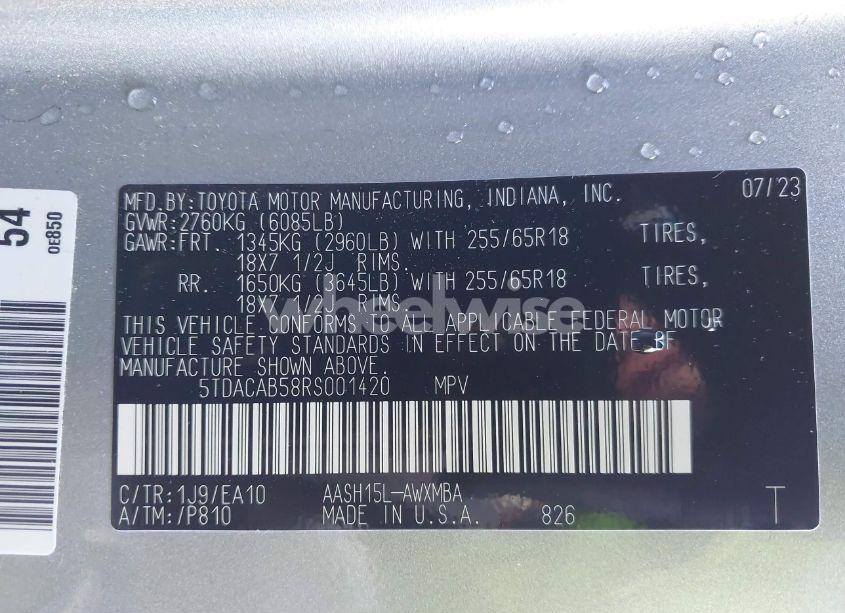 MFD.BY:TOYOTA MOTOR MANUFACTURING, INDIANA, INC. 07/23
GVWR:2760KG (6085LB)
GAWR:FRT. 1345KG (2960LB) WITH 255/65R18 TIRES,
18X7 1/2J RIMS.
RR. 1650KG (3645LB) WITH 255/65R18 TIRES,
18X7 1/2J RIMS.
wheelwise
THIS VEHICLE CONFORMS TO ALL APPLICABLE FEDERAL MOTOR
VEHICLE SAFETY STANDARDS IN EFFECT ON THE DATE OF
MANUFACTURE SHOWN ABOVE.
5TDACAB58RS001420 MPV
C/TR:1J9/EA10 AASH15L-AWXMBA
A/TM:/P810 MADE IN U.S.A. 826 T
54
0E850